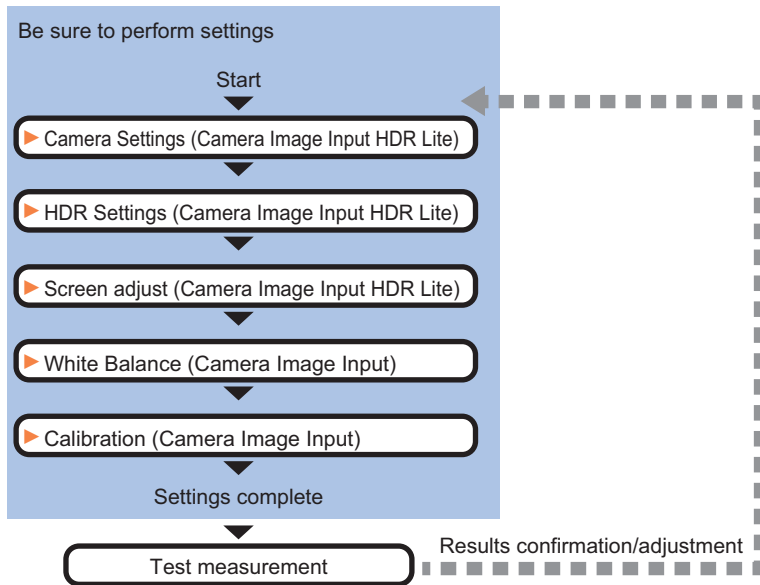 Be sure to perform settings
Start
Camera Settings (Camera Image Input HDR Lite)
HDR Settings (Camera Image Input HDR Lite)
Screen adjust (Camera Image Input HDR Lite)
White Balance (Camera Image Input)
Calibration (Camera Image Input)
Settings complete
Results confirmation/adjustment
Test measurement